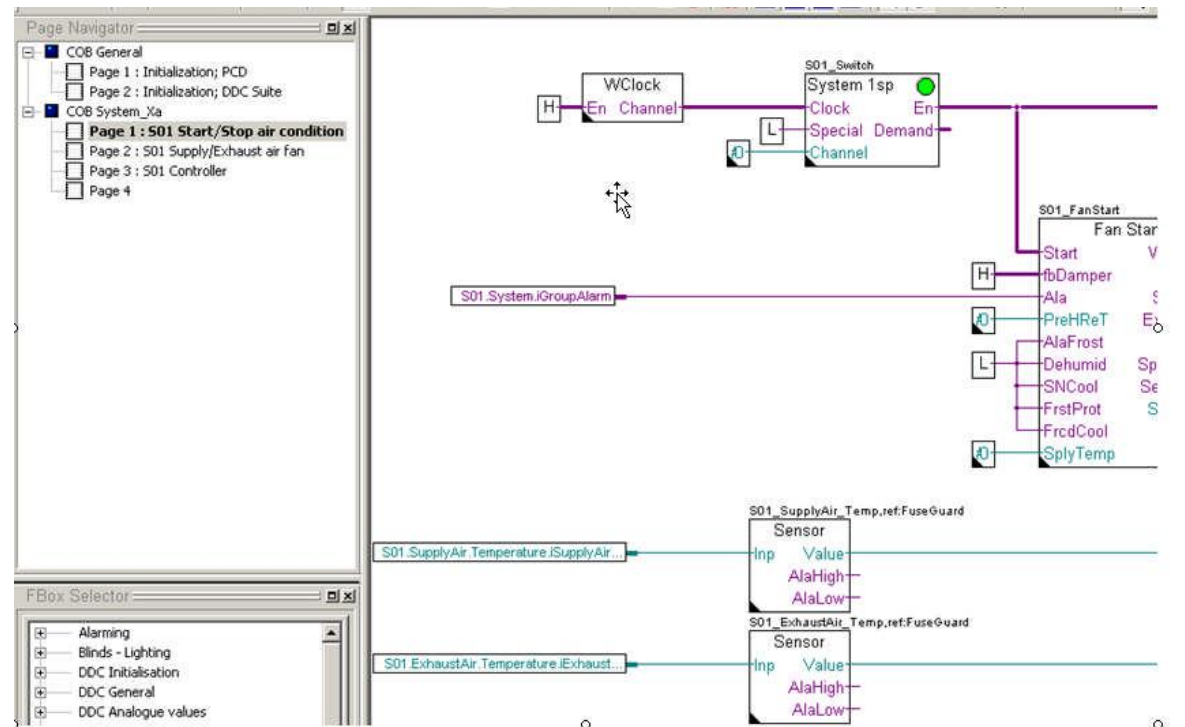 Page Navigator
COB General
Page 1 : Initialization; PCD
Page 2 : Initialization; DDC Suite
COB System_Xa
Page 1 : S01 Start/Stop air condition
Page 2 : S01 Supply/Exhaust air fan
Page 3 : S01 Controller
Page 4
FBox Selector
Alarming
Blinds - Lighting
DDC Initialisation
DDC General
DDC Analogue values
S01_Switch
WClock
System 1sp
H
En Channel
Clock En
L
Special Demand
Channel
S01_FanStart
Fan Star
Start V
H
fbDamper
S01.System.iGroupAlarm
Ala S
PreHReT E
AlaFrost
L
Dehumid Sp
SNCool Se
FrstProt S
FrcdCool
SplyTemp
S01_SupplyAir_Temp,ref:FuseGuard
Sensor
S01.SupplyAir.Temperature.iSupplyAir...
Inp Value
AlaHigh
AlaLow
S01_ExhaustAir_Temp,ref:FuseGuard
Sensor
S01.ExhaustAir.Temperature.iExhaust...
Inp Value
AlaHigh
AlaLow